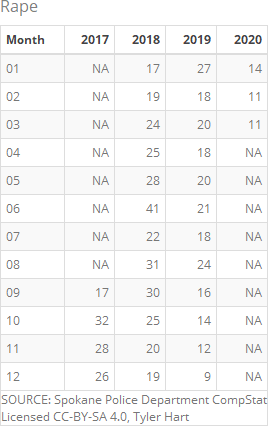 Rape
Month 2017 2018 2019 2020
01 NA 17 27 14
02 NA 19 18 11
03 NA 24 20 11
04 NA 25 18 NA
05 NA 28 20 NA
06 NA 41 21 NA
07 NA 22 18 NA
08 NA 31 24 NA
09 17 30 16 NA
10 32 25 14 NA
11 28 20 12 NA
12 26 19 9 NA
SOURCE: Spokane Police Department CompStat
Licensed CC-BY-SA 4.0, Tyler Hart